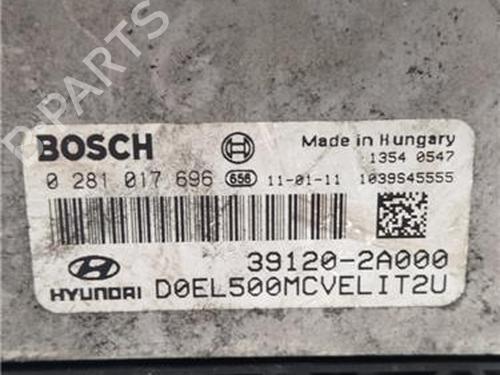 B-PARTS
BOSCH
Made in Hungary
1354 0547
0 281 017 696 656 11-01-11 1039S45555
39120-2A000
HYUNDAI D0EL500MCVELIT2U